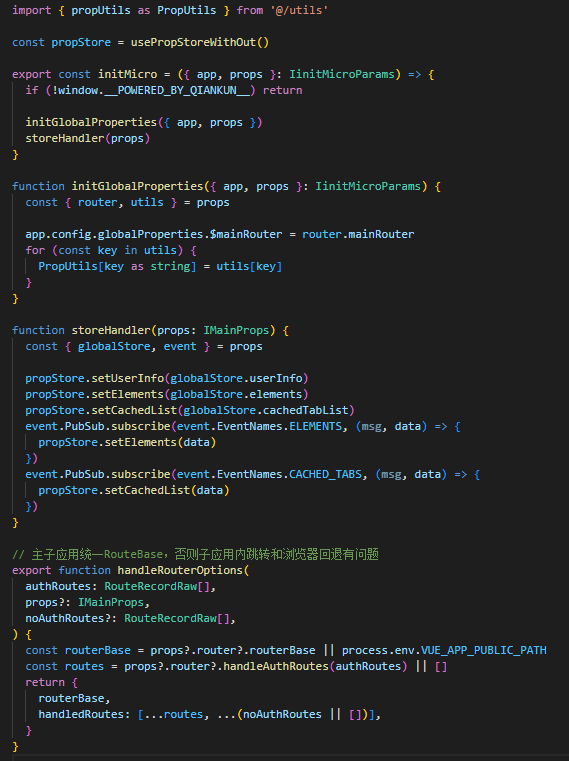 import { propUtils as PropUtils } from '@/utils'
const propStore = usePropStoreWithOut()
export const initMicro = ({ app, props }: IinitMicroParams) => {
  if (!window.__POWERED_BY_QIANKUN__) return
  initGlobalProperties({ app, props })
  storeHandler(props)
}
function initGlobalProperties({ app, props }: IinitMicroParams) {
  const { router, utils } = props
  app.config.globalProperties.$mainRouter = router.mainRouter
  for (const key in utils) {
    PropUtils[key as string] = utils[key]
  }
}
function storeHandler(props: IMainProps) {
  const { globalStore, event } = props
  propStore.setUserInfo(globalStore.userInfo)
  propStore.setElements(globalStore.elements)
  propStore.setCachedList(globalStore.cachedTabList)
  event.PubSub.subscribe(event.EventNames.ELEMENTS, (msg, data) => {
    propStore.setElements(data)
  })
  event.PubSub.subscribe(event.EventNames.CACHED_TABS, (msg, data) => {
    propStore.setCachedList(data)
  })
}
// 主子应用统一RouteBase，否则子应用内跳转和浏览器回退有问题
export function handleRouterOptions(
  authRoutes: RouteRecordRaw[],
  props?: IMainProps,
  noAuthRoutes?: RouteRecordRaw[],
) {
  const routerBase = props?.router?.routerBase || process.env.VUE_APP_PUBLIC_PATH
  const routes = props?.router?.handleAuthRoutes(authRoutes) || []
  return {
    routerBase,
    handledRoutes: [...routes, ...(noAuthRoutes || [])],
  }
}